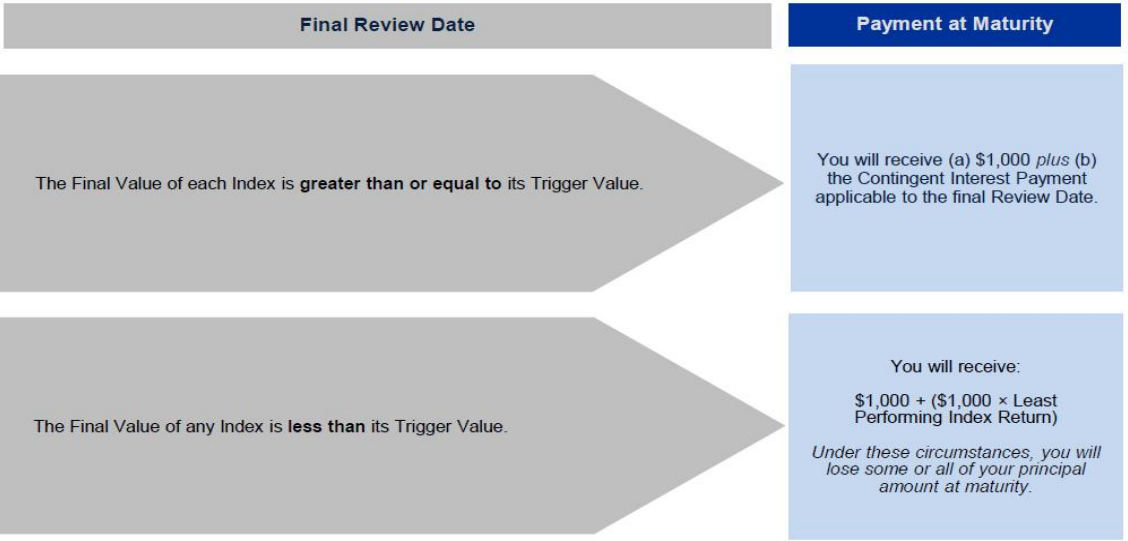 Final Review Date
Payment at Maturity
The Final Value of each Index is greater than or equal to its Trigger Value.
You will receive (a) $1,000 plus (b)
the Contingent Interest Payment
applicable to the final Review Date.
The Final Value of any Index is less than its Trigger Value.
You will receive:
$1,000 + ($1,000 × Least
Performing Index Return)
Under these circumstances, you will
lose some or all of your principal
amount at maturity.